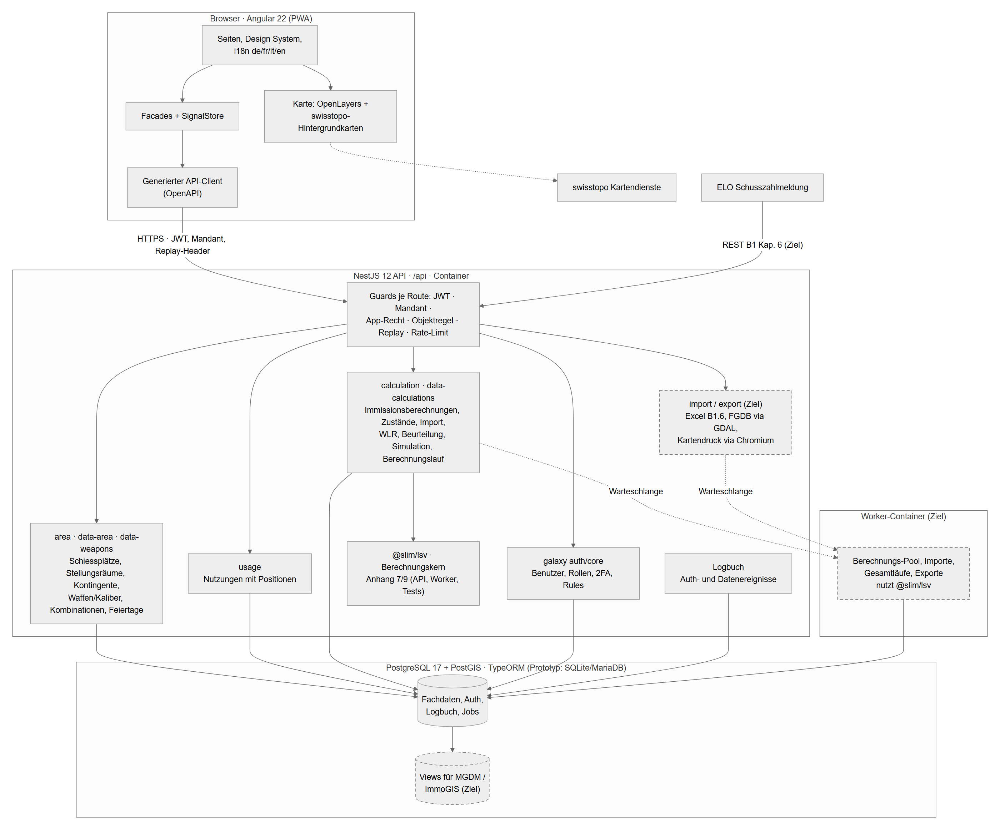 Browser · Angular 22 (PWA)
Seiten, Design System,
i18n de/fr/it/en
Facades + SignalStore
Karte: OpenLayers +
swisstopo-
Hintergrundkarten
Generierter API-Client
(OpenAPI)
swisstopo Kartendienste
ELO Schusszahlmeldung
HTTPS · JWT, Mandant,
Replay-Header
REST B1 Kap. 6 (Ziel)
NestJS 12 API · /api · Container
Guards je Route: JWT ·
Mandant ·
App-Recht · Objektregel ·
Replay · Rate-Limit
calculation · data-
calculations
Immissionsberechnungen,
Zustände, Import,
WLR, Beurteilung,
Simulation,
Berechnungslauf
import / export (Ziel)
Excel B1.6, FGDB via
GDAL,
Kartendruck via Chromium
Warteschlange
Warteschlange
Worker-Container (Ziel)
Berechnungs-Pool, Importe,
Gesamtläufe, Exporte
nutzt @slim/lsv
area · data-area · data-
weapons
Schiessplätze,
Stellungsräume,
Kontingente,
Waffen/Kaliber,
Kombinationen, Feiertage
usage
Nutzungen mit Positionen
@slim/lsv ·
Berechnungskern
Anhang 7/9 (API, Worker,
Tests)
galaxy auth/core
Benutzer, Rollen, 2FA,
Rules
Logbuch
Auth- und Datenereignisse
PostgreSQL 17 + PostGIS · TypeORM (Prototyp: SQLite/MariaDB)
Fachdaten, Auth,
Logbuch, Jobs
Views für MGDM /
ImmoGIS (Ziel)